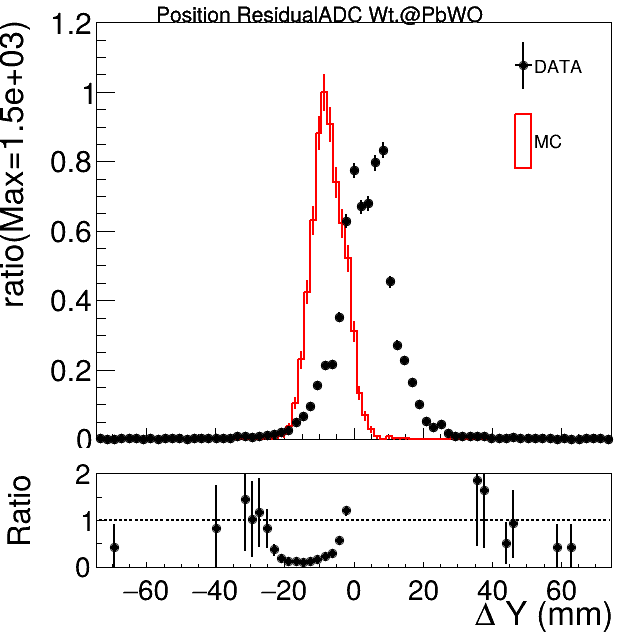 Position ResidualADC Wt.@PbWO
ratio(Max=1.5e+03)
1.2
1
0.8
0.6
0.4
0.2
0
DATA
MC
Ratio
2
1
0
−60 −40 −20 0 20 40 60
Δ Y (mm)